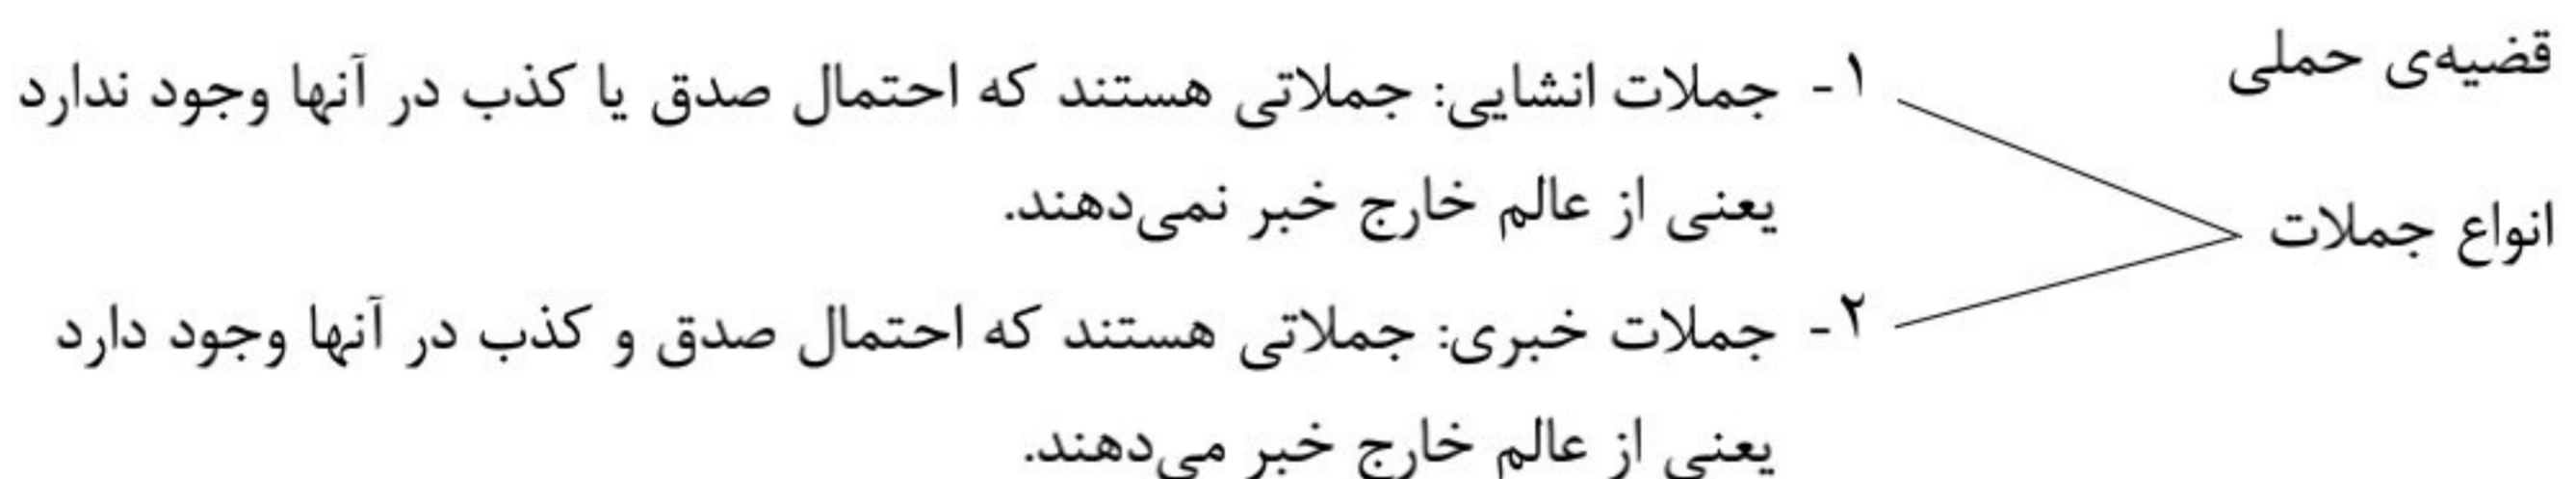 قضیه‌ی حملی
۱- جملات انشایی: جملاتی هستند که احتمال صدق یا کذب در آنها وجود ندارد
یعنی از عالم خارج خبر نمی‌دهند.
انواع جملات
۲- جملات خبری: جملاتی هستند که احتمال صدق و کذب در آنها وجود دارد
یعنی از عالم خارج خبر می‌دهند.